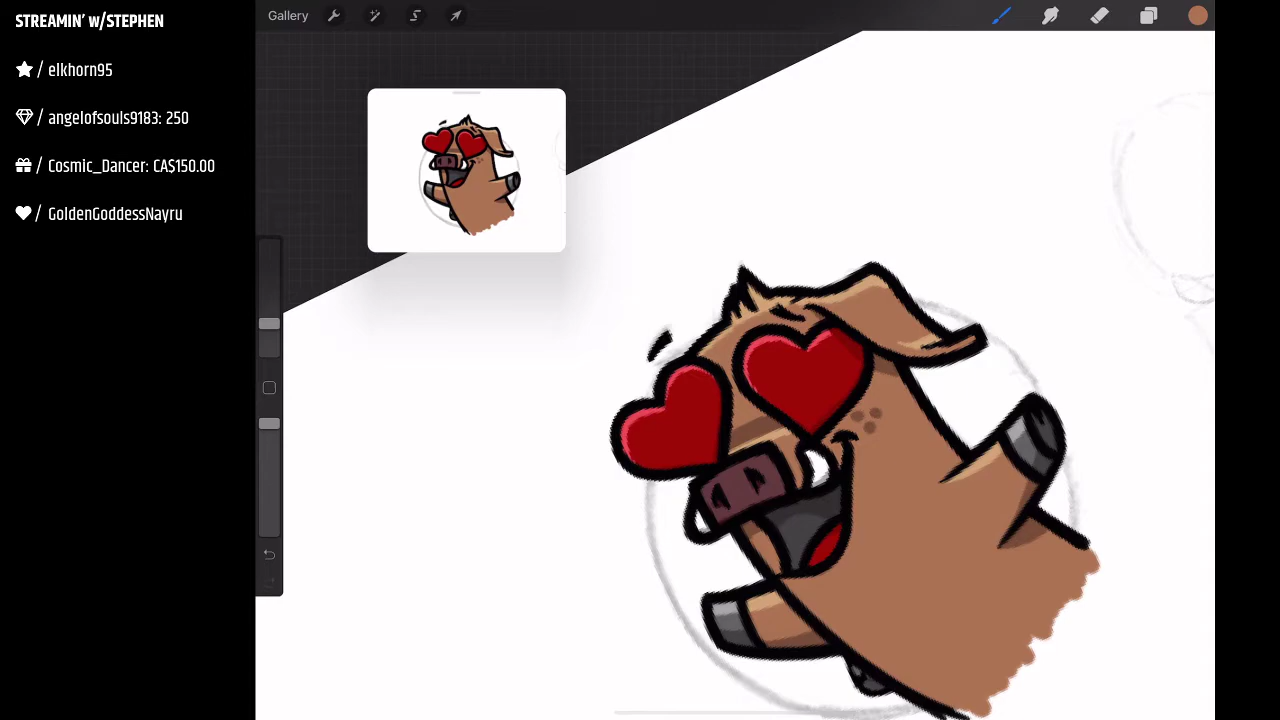 STREAMIN' w/STEPHEN
Gallery
/ elkhorn95
/ angelofsouls9183: 250
/ Cosmic_Dancer: CA$150.00
/ GoldenGoddessNayru